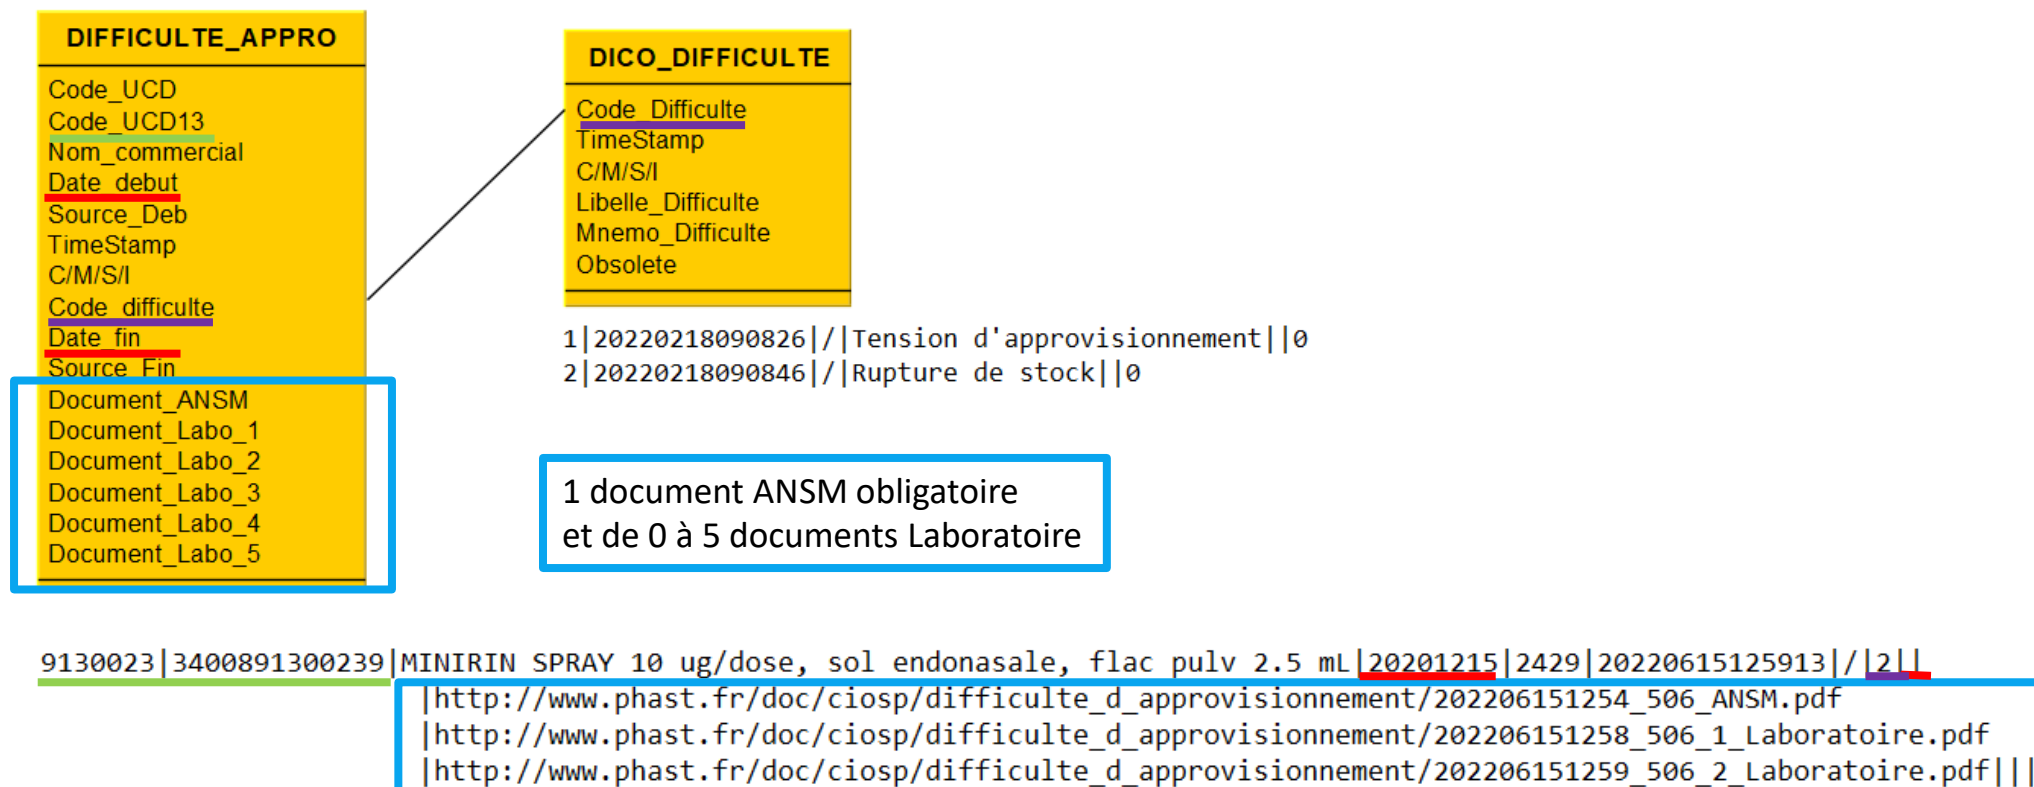 DIFFICULTE_APPRO
Code_UCD
Code_UCD13
Nom_commercial
Date_debut
Source_Deb
TimeStamp
C/M/S/I
Code_difficulte
Date_fin
Source_Fin
Document_ANSM
Document_Labo_1
Document_Labo_2
Document_Labo_3
Document_Labo_4
Document_Labo_5
DICO_DIFFICULTE
Code_Difficulte
TimeStamp
C/M/S/I
Libelle_Difficulte
Mnemo_Difficulte
Obsolete
1|20220218090826|/|Tension d'approvisionnement||0
2|20220218090846|/|Rupture de stock||0
1 document ANSM obligatoire
et de 0 à 5 documents Laboratoire
9130023|3400891300239|MINIRIN SPRAY 10 ug/dose, sol endonasale, flac pulv 2.5 mL|20201215|2429|20220615125913|/|2||
|http://www.phast.fr/doc/ciosp/difficulte_d_approvisionnement/202206151254_506_ANSM.pdf
|http://www.phast.fr/doc/ciosp/difficulte_d_approvisionnement/202206151258_506_1_Laboratoire.pdf
|http://www.phast.fr/doc/ciosp/difficulte_d_approvisionnement/202206151259_506_2_Laboratoire.pdf|||